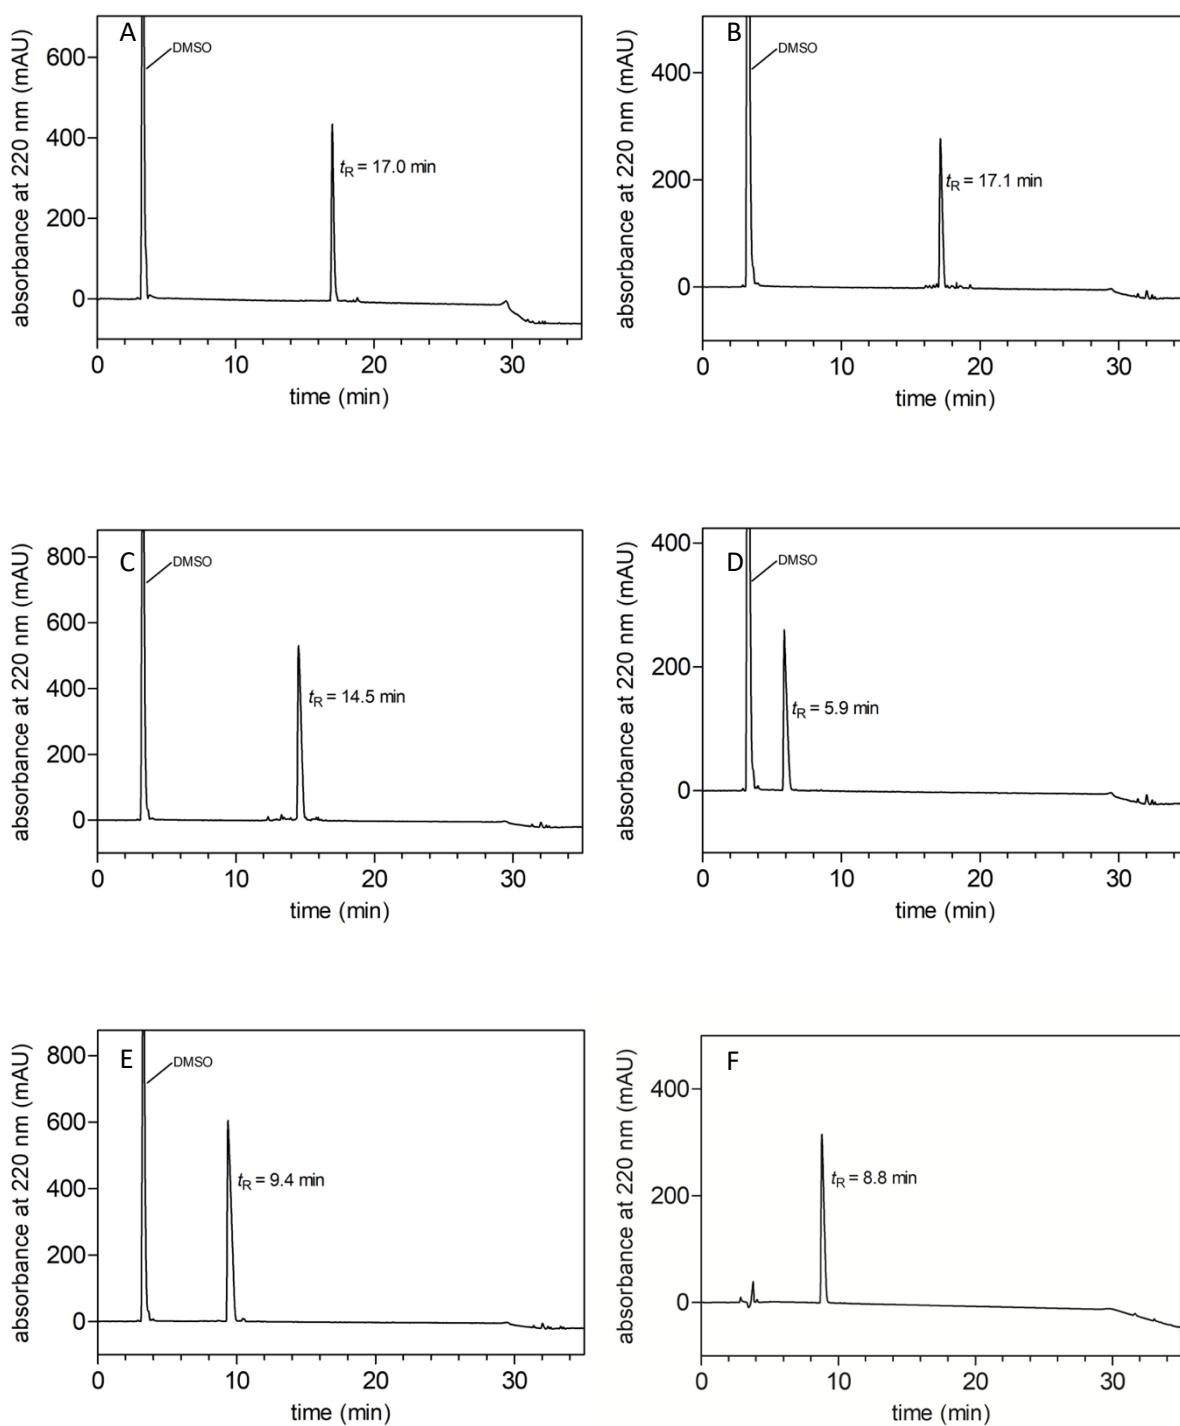 A
DMSO
tR = 17.0 min
600
400
200
0
absorbance at 220 nm (mAU)
0 10 20 30
time (min)
B
DMSO
tR = 17.1 min
400
200
0
absorbance at 220 nm (mAU)
0 10 20 30
time (min)
C
DMSO
tR = 14.5 min
800
600
400
200
0
absorbance at 220 nm (mAU)
0 10 20 30
time (min)
D
DMSO
tR = 5.9 min
400
200
0
absorbance at 220 nm (mAU)
0 10 20 30
time (min)
E
DMSO
tR = 9.4 min
800
600
400
200
0
absorbance at 220 nm (mAU)
0 10 20 30
time (min)
F
tR = 8.8 min
400
200
0
absorbance at 220 nm (mAU)
0 10 20 30
time (min)